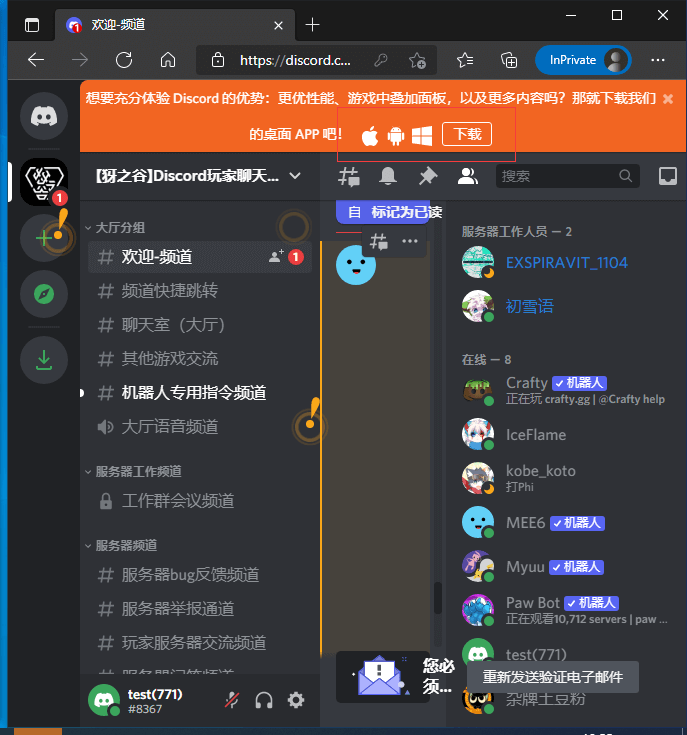 欢迎-频道
https://discord.c...
InPrivate
想要充分体验 Discord 的优势：更优性能、游戏中叠加面板，以及更多内容吗？那就下载我们
的桌面 APP 吧！
下载
【犽之谷】Discord玩家聊天...
搜索
自
标记为已读
大厅分组
欢迎-频道
1
频道快捷跳转
聊天室（大厅）
其他游戏交流
机器人专用指令频道
大厅语音频道
服务器工作频道
工作群会议频道
服务器频道
服务器bug反馈频道
服务器举报通道
玩家服务器交流频道
test(771)
#8367
您必
须...
服务器工作人员 — 2
EXSPIRAVIT_1104
初雪语
在线 — 8
Crafty 机器人
正在玩 crafty.gg | @Crafty help
IceFlame
kobe_koto
打Phi
MEE6 机器人
Myuu 机器人
Paw Bot 机器人
正在观看10,712 servers | paw ...
test(771)
重新发送验证电子邮件
杂牌土豆粉